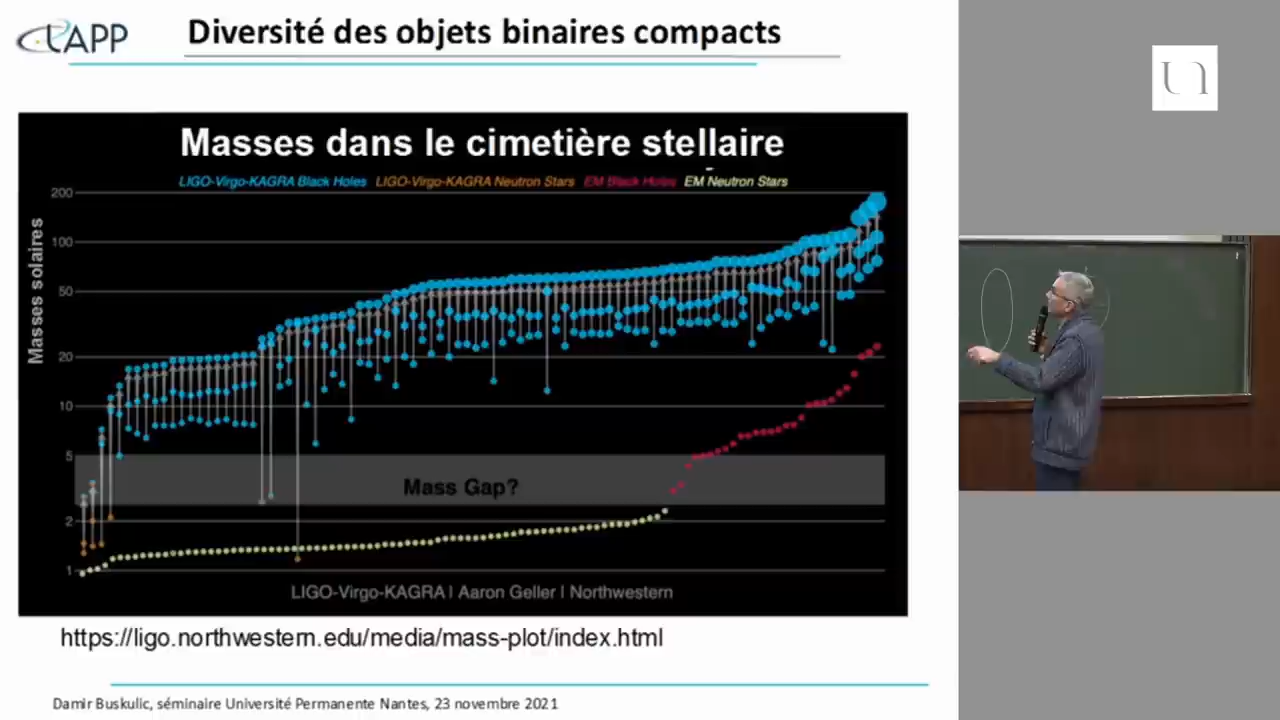 LAPP
Diversité des objets binaires compacts
Masses dans le cimetière stellaire
LIGO-Virgo-KAGRA Black Holes LIGO-Virgo-KAGRA Neutron Stars EM Black Holes EM Neutron Stars
Masses solaires
200
100
50
20
10
5
2
1
Mass Gap?
LIGO-Virgo-KAGRA | Aaron Geller | Northwestern
https://ligo.northwestern.edu/media/mass-plot/index.html
Damir Buskulic, séminaire Université Permanente Nantes, 23 novembre 2021